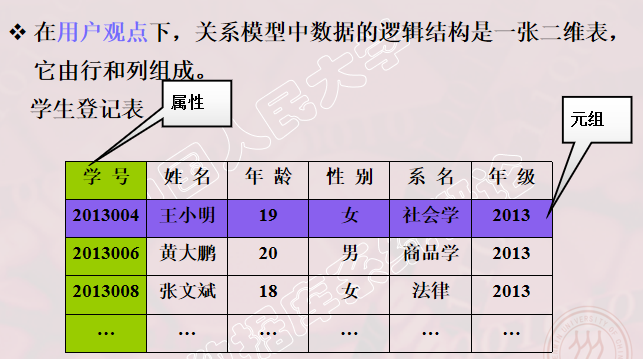 ❖ 在用户观点下，关系模型中数据的逻辑结构是一张二维表，
它由行和列组成。
学生登记表
属性
元组
学 号 姓 名 年 龄 性 别 系 名 年 级
2013004 王小明 19 女 社会学 2013
2013006 黄大鹏 20 男 商品学 2013
2013008 张文斌 18 女 法律 2013
… … … … … …